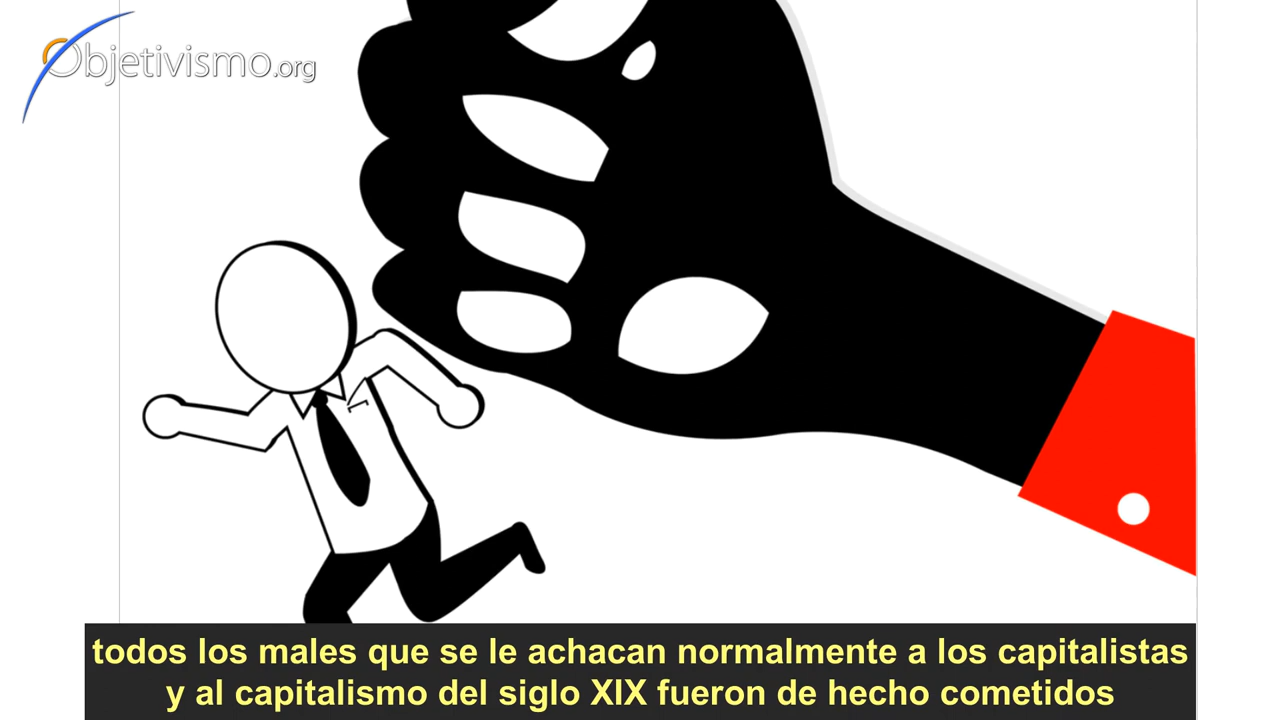 Objetivismo.org
todos los males que se le achacan normalmente a los capitalistas
y al capitalismo del siglo XIX fueron de hecho cometidos